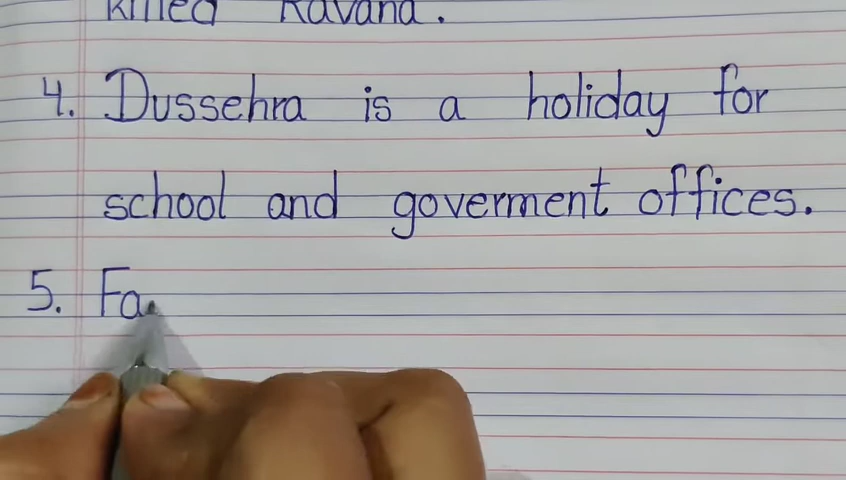 killed Ravana.
4. Dussehra is a holiday for
school and goverment offices.
5. Fa